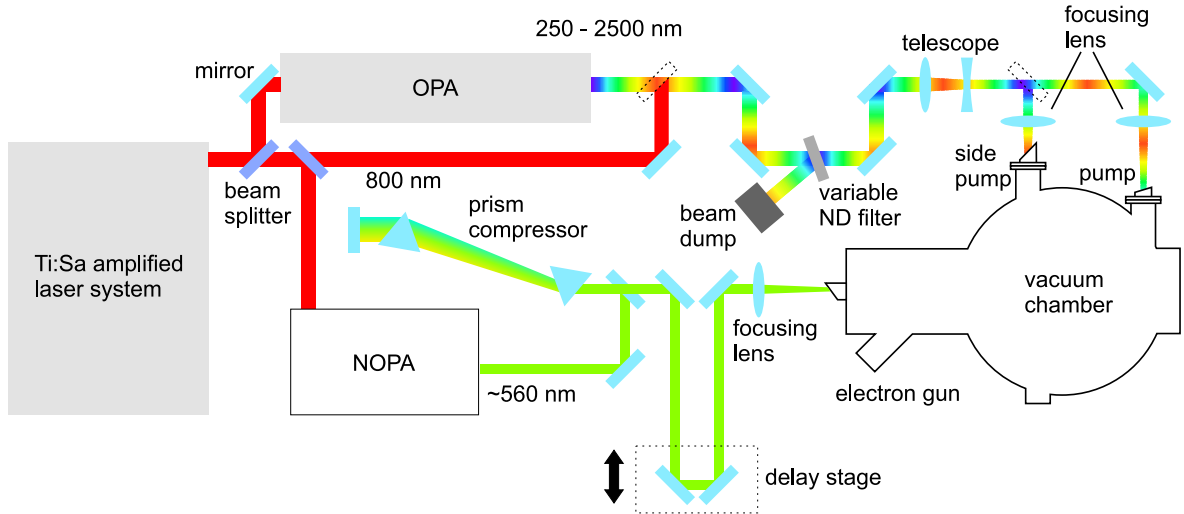 250 - 2500 nm
focusing
lens
telescope
mirror
OPA
side
pump
pump
beam
splitter
800 nm
variable
ND filter
beam
dump
prism
compressor
Ti:Sa amplified
laser system
vacuum
chamber
focusing
lens
NOPA
~560 nm
electron gun
delay stage